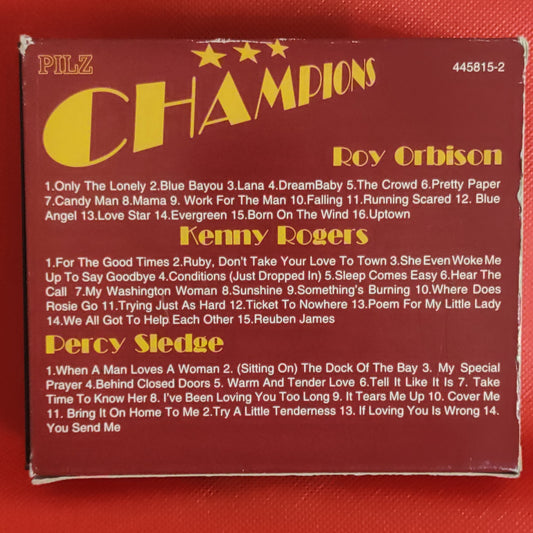 PILZ
CHAMPIONS
445815-2
Roy Orbison
1.Only The Lonely 2.Blue Bayou 3.Lana 4.DreamBaby 5.The Crowd 6.Pretty Paper
7.Candy Man 8.Mama 9. Work For The Man 10.Falling 11.Running Scared 12. Blue
Angel 13.Love Star 14.Evergreen 15.Born On The Wind 16.Uptown
Kenny Rogers
1.For The Good Times 2.Ruby, Don't Take Your Love To Town 3.She Even Woke Me
Up To Say Goodbye 4.Conditions (Just Dropped In) 5.Sleep Comes Easy 6.Hear The
Call 7.My Washington Woman 8.Sunshine 9.Something's Burning 10.Where Does
Rosie Go 11.Trying Just As Hard 12.Ticket To Nowhere 13.Poem For My Little Lady
14.We All Got To Help Each Other 15.Reuben James
Percy Sledge
1.When A Man Loves A Woman 2. (Sitting On) The Dock Of The Bay 3. My Special
Prayer 4.Behind Closed Doors 5. Warm And Tender Love 6.Tell It Like It Is 7. Take
Time To Know Her 8. I've Been Loving You Too Long 9. It Tears Me Up 10. Cover Me
11. Bring It On Home To Me 2.Try A Little Tenderness 13. If Loving You Is Wrong 14.
You Send Me